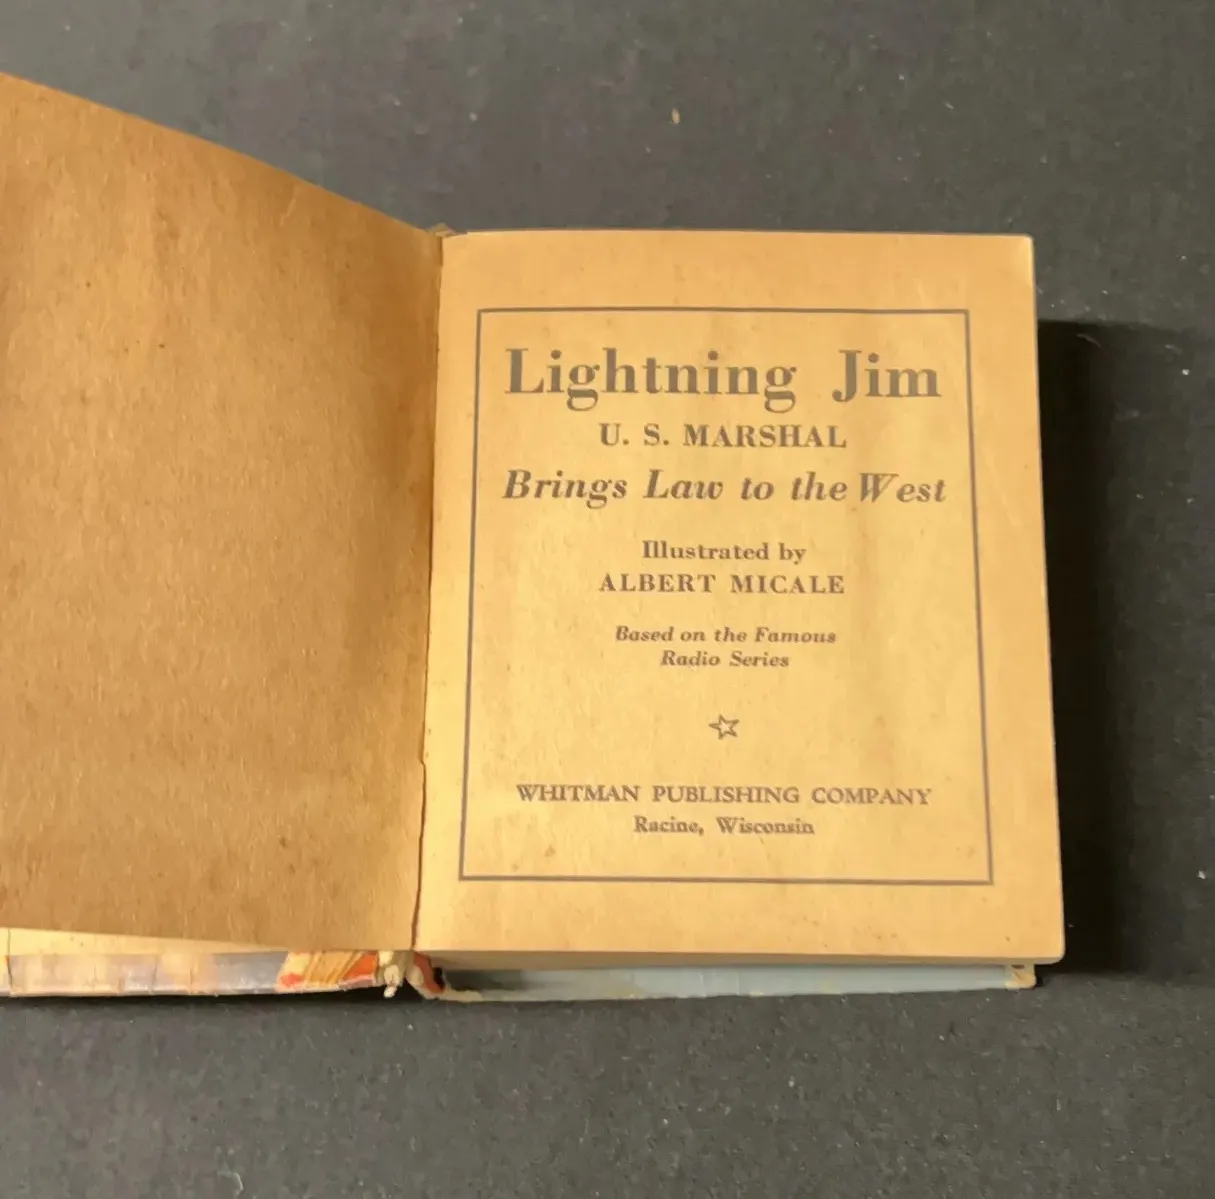 Lightning Jim
U. S. MARSHAL
Brings Law to the West
Illustrated by
ALBERT MICALE
Based on the Famous
Radio Series
WHITMAN PUBLISHING COMPANY
Racine, Wisconsin